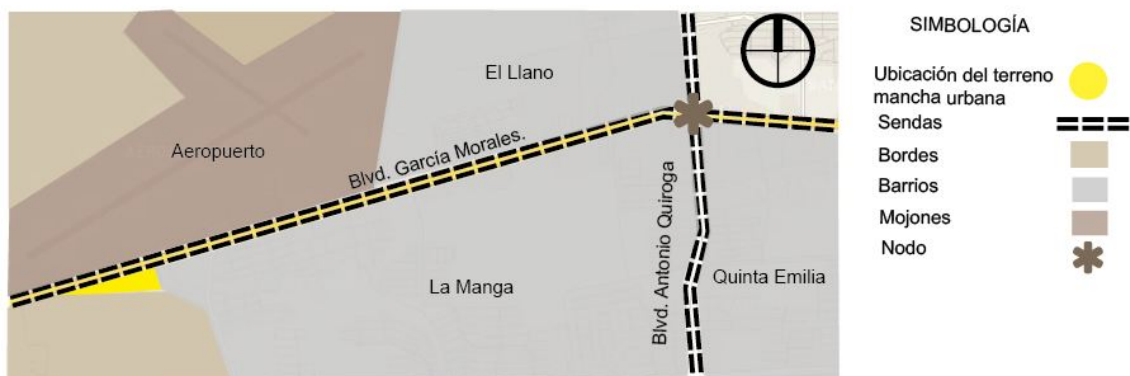 El Llano
Aeropuerto
Blvd. García Morales.
La Manga
Blvd. Antonio Quiroga
Quinta Emilia
SIMBOLOGÍA
Ubicación del terreno
mancha urbana
Sendas
Bordes
Barrios
Mojones
Nodo